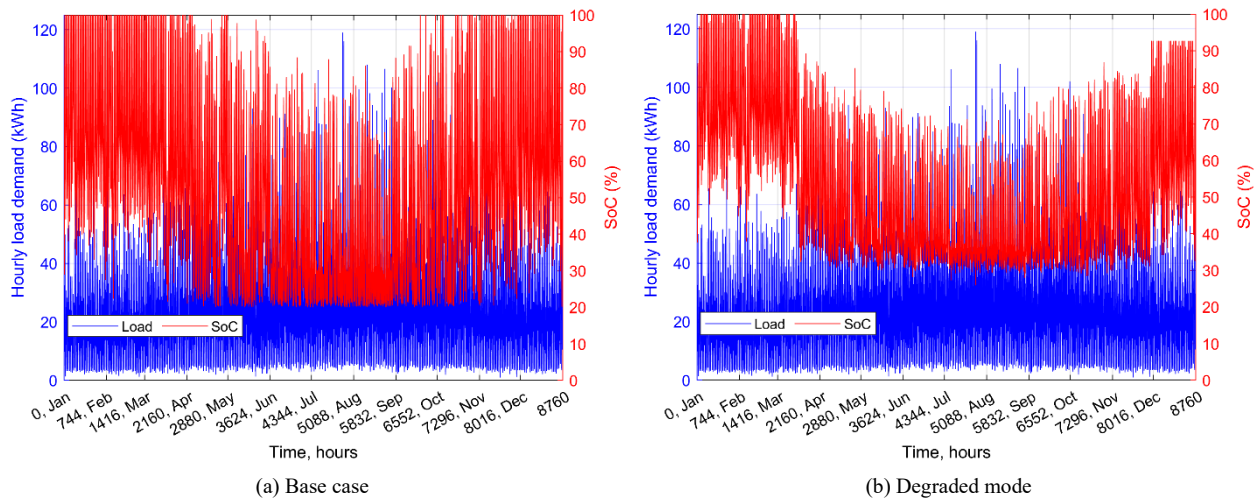 120
100
80
60
40
20
0
Hourly load demand (kWh)
100
90
80
70
60
50
40
30
20
10
0
SoC (%)
Load
SoC
0, Jan
744, Feb
1416, Mar
2160, Apr
2880, May
3624, Jun
4344, Jul
5088, Aug
5832, Sep
6552, Oct
7296, Nov
8016, Dec
8760
Time, hours
(a) Base case
120
100
80
60
40
20
0
Hourly load demand (kWh)
100
90
80
70
60
50
40
30
20
10
0
SoC (%)
Load
SoC
0, Jan
744, Feb
1416, Mar
2160, Apr
2880, May
3624, Jun
4344, Jul
5088, Aug
5832, Sep
6552, Oct
7296, Nov
8016, Dec
8760
Time, hours
(b) Degraded mode